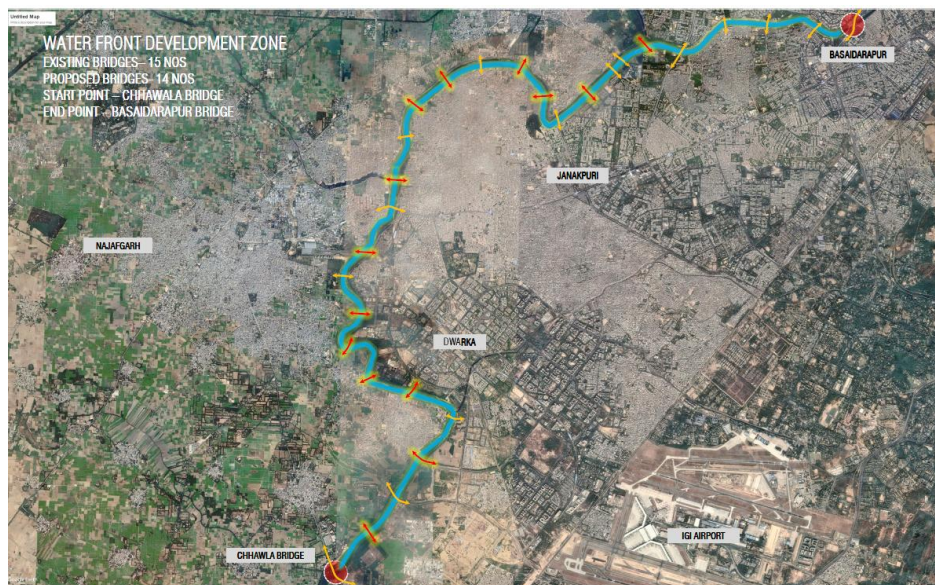 Untitled Map
WATER FRONT DEVELOPMENT ZONE
EXISTING BRIDGES– 15 NOS
PROPOSED BRIDGES- 14 NOS
START POINT – CHHAWALA BRIDGE
END POINT - BASAIDARAPUR BRIDGE
BASAIDARAPUR
JANAKPURI
NAJAFGARH
DWARKA
IGI AIRPORT
CHHAWLA BRIDGE